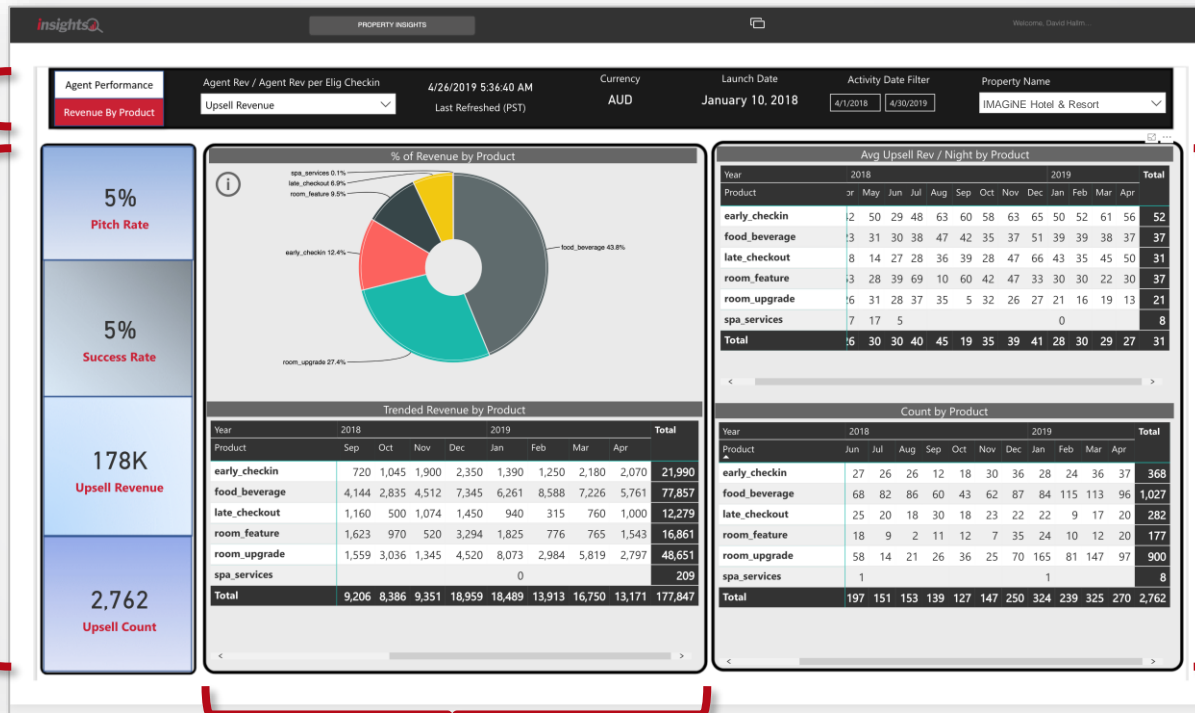 insights
PROPERTY INSIGHTS
Welcome, David Hallm...
Agent Performance
Revenue By Product
Agent Rev / Agent Rev per Elig Checkin
Upsell Revenue
4/26/2019 5:36:40 AM
Last Refreshed (PST)
Currency
AUD
Launch Date
January 10, 2018
Activity Date Filter
4/1/2018 4/30/2019
Property Name
IMAGiNE Hotel & Resort
5%
Pitch Rate
5%
Success Rate
178K
Upsell Revenue
2,762
Upsell Count
% of Revenue by Product
spa_services 0.1%
late_checkout 6.9%
room_feature 9.5%
early_checkin 12.4%
food_beverage 43.8%
room_upgrade 27.4%
Trended Revenue by Product
Year 2018 2019 Total
Product Sep Oct Nov Dec Jan Feb Mar Apr
early_checkin 720 1,045 1,900 2,350 1,390 1,250 2,180 2,070 21,990
food_beverage 4,144 2,835 4,512 7,345 6,261 8,588 7,226 5,761 77,857
late_checkout 1,160 500 1,074 1,450 940 315 760 1,000 12,279
room_feature 1,623 970 520 3,294 1,825 776 765 1,543 16,861
room_upgrade 1,559 3,036 1,345 4,520 8,073 2,984 5,819 2,797 48,651
spa_services 0 209
Total 9,206 8,386 9,351 18,959 18,489 13,913 16,750 13,171 177,847
Avg Upsell Rev / Night by Product
Year 2018 2019 Total
Product May Jun Jul Aug Sep Oct Nov Dec Jan Feb Mar Apr
early_checkin 2 50 29 48 63 60 58 63 65 50 52 61 56 52
food_beverage 3 31 30 38 47 42 35 37 51 39 39 38 37 37
late_checkout 8 14 27 28 36 39 28 47 66 43 35 45 50 31
room_feature 3 28 39 69 10 60 42 47 33 30 30 22 30 37
room_upgrade 6 31 28 37 35 5 32 26 27 21 16 19 13 21
spa_services 7 17 5 0 8
Total 6 30 30 40 45 19 35 39 41 28 30 29 27 31
Count by Product
Year 2018 2019 Total
Product Jun Jul Aug Sep Oct Nov Dec Jan Feb Mar Apr
early_checkin 27 26 26 12 18 30 36 28 24 36 37 368
food_beverage 68 82 86 60 43 62 87 84 115 113 96 1,027
late_checkout 25 20 18 30 18 23 22 22 9 17 20 282
room_feature 18 9 2 11 12 7 35 24 10 12 20 177
room_upgrade 58 14 21 26 36 25 70 165 81 147 97 900
spa_services 1 1 8
Total 197 151 153 139 127 147 250 324 239 325 270 2,762